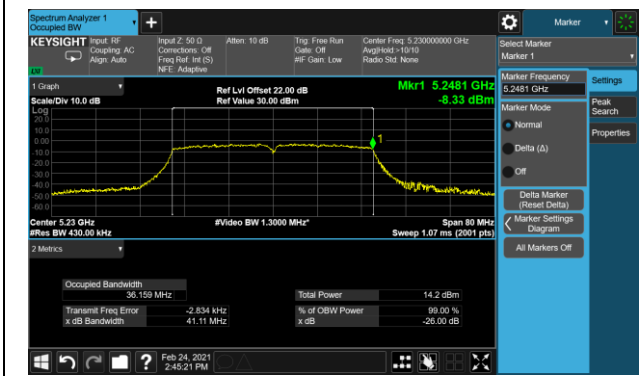 Spectrum Analyzer 1
Occupied BW
+
Marker
KEYSIGHT
Input: RF
Coupling: AC
Align: Auto
Input Z: 50 Ω
Corrections: Off
Freq Ref: Int (S)
NFE: Adaptive
Atten: 10 dB
Trig: Free Run
Gate: Off
#IF Gain: Low
Center Freq: 5.230000000 GHz
Avg|Hold:>10/10
Radio Std: None
Select Marker
Marker 1
1 Graph
Scale/Div 10.0 dB
Ref Lvl Offset 22.00 dB
Ref Value 30.00 dBm
Mkr1 5.2481 GHz
-8.33 dBm
Log
20.0
10.0
0.00
-10.0
-20.0
-30.0
-40.0
-50.0
-60.0
1
Center 5.23 GHz
#Res BW 430.00 kHz
#Video BW 1.3000 MHz*
Span 80 MHz
Sweep 1.07 ms (2001 pts)
2 Metrics
Occupied Bandwidth
36.159 MHz
Total Power
14.2 dBm
Transmit Freq Error
-2.834 kHz
% of OBW Power
99.00 %
x dB Bandwidth
41.11 MHz
x dB
-26.00 dB
Marker Frequency
5.2481 GHz
Settings
Marker Mode
Normal
Delta (Δ)
Off
Peak
Search
Properties
Delta Marker
(Reset Delta)
Marker Settings
Diagram
All Markers Off
?
Feb 24, 2021
2:45:21 PM